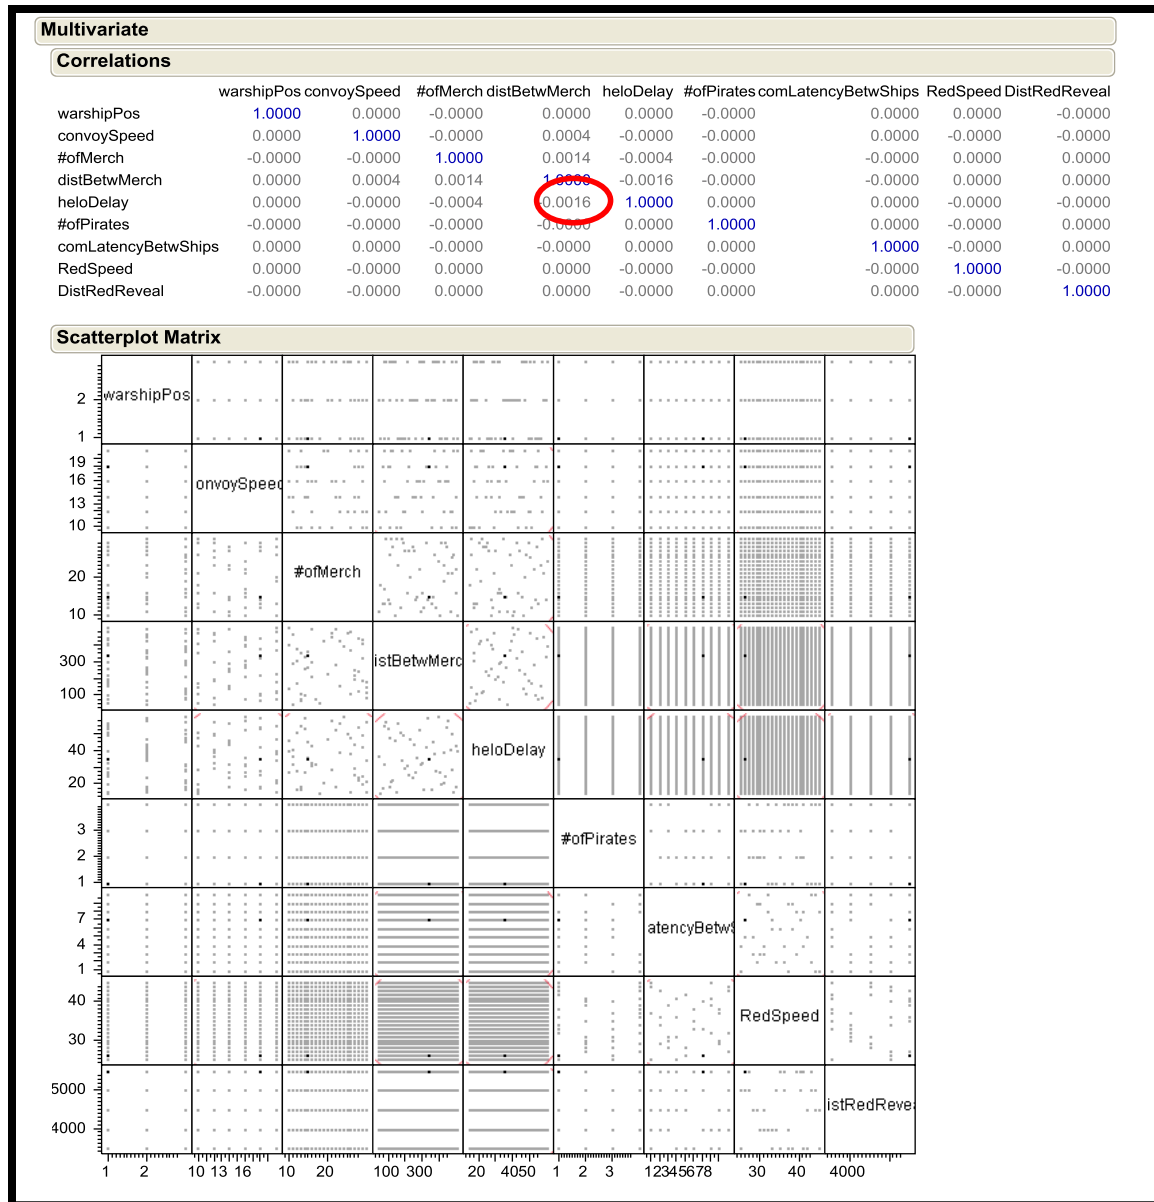 Multivariate
Correlations
warshipPos convoySpeed #ofMerch distBetwMerch heloDelay #ofPirates comLatencyBetwShips RedSpeed DistRedReveal
warshipPos 1.0000 0.0000 -0.0000 0.0000 0.0000 -0.0000 0.0000 0.0000 -0.0000
convoySpeed 0.0000 1.0000 -0.0000 0.0004 -0.0000 -0.0000 0.0000 -0.0000 -0.0000
#ofMerch -0.0000 -0.0000 1.0000 0.0014 -0.0004 -0.0000 -0.0000 0.0000 0.0000
distBetwMerch 0.0000 0.0004 0.0014 1.0000 -0.0016 -0.0000 0.0000 0.0000 0.0000
heloDelay 0.0000 -0.0000 -0.0004 -0.0016 1.0000 0.0000 0.0000 -0.0000 -0.0000
#ofPirates -0.0000 -0.0000 -0.0000 -0.0000 0.0000 1.0000 0.0000 -0.0000 0.0000
comLatencyBetwShips 0.0000 0.0000 -0.0000 0.0000 0.0000 0.0000 1.0000 -0.0000 0.0000
RedSpeed 0.0000 -0.0000 0.0000 0.0000 -0.0000 -0.0000 -0.0000 1.0000 -0.0000
DistRedReveal -0.0000 -0.0000 0.0000 0.0000 -0.0000 0.0000 0.0000 -0.0000 1.0000
Scatterplot Matrix
warshipPos
2
1
19
16
13
10
onvoySpeed
#ofMerch
20
10
istBetwMerc
300
100
heloDelay
40
20
#ofPirates
3
2
1
atencyBetwS
7
4
1
RedSpeed
40
30
istRedRevea
5000
4000
1 2 10 13 16 10 20 100 300 20 4050 1 2 3 12345678 30 40 4000